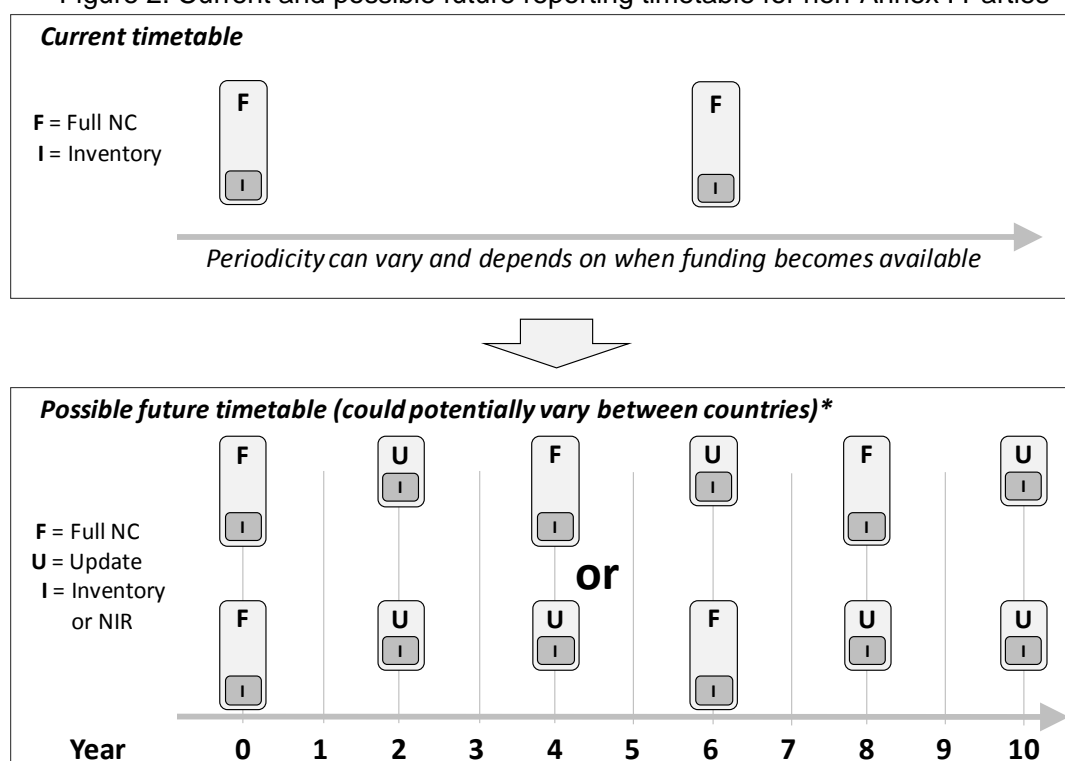 Figure 2. Current and possible future reporting timetable for non-Annex I Parties
Current timetable
F = Full NC
I = Inventory
F
I
F
I
Periodicity can vary and depends on when funding becomes available
Possible future timetable (could potentially vary between countries)*
F U F U F U
I I I I I I
F = Full NC
U = Update
I = Inventory
or NIR
or
F U U F U U
I I I I I I
Year 0 1 2 3 4 5 6 7 8 9 10